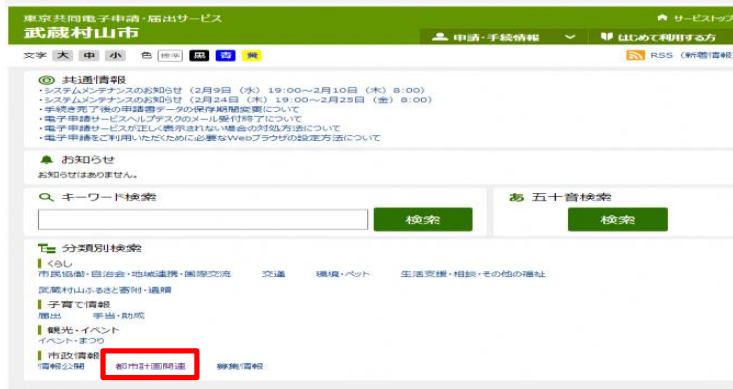 東京共同電子申請・届出サービス
サービストップ
武蔵村山市
申請・手続情報
はじめて利用する方
文字 大 中 小 色 標準 黒 青 黄
RSS（新着情報
共通情報
・システムメンテナンスのお知らせ（2月9日（水）19:00～2月10日（木）8:00）
・システムメンテナンスのお知らせ（2月24日（木）19:00～2月25日（金）8:00）
・手続き完了後の申請書データの保存期間変更について
・電子申請サービスヘルプデスクのメール受付終了について
・電子申請サービスが正しく表示されない場合の対処方法について
・電子申請をご利用いただくために必要なWebブラウザの設定方法について
お知らせ
お知らせはありません。
キーワード検索
あ 五十音検索
検索
検索
分類別検索
くらし
市民協働・自治会・地域連携・国際交流 交通 環境・ペット 生活支援・相談・その他の福祉
武蔵村山ふるさと寄附・遺贈
子育て情報
届出 手当・助成
観光・イベント
イベント・まつり
市政情報
情報公開 都市計画関連 募集情報